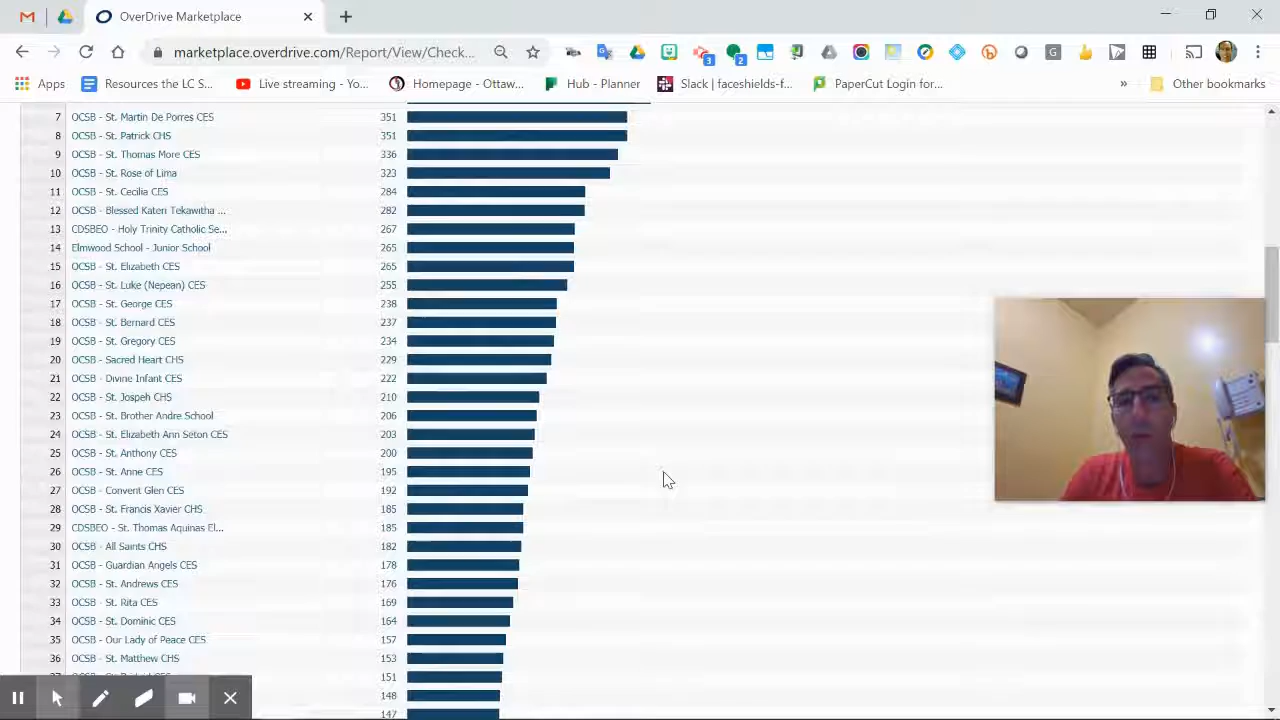 OverDrive Marketplace
marketplace.overdrive.com/Report/View/Check...
3
2
Apps
Resources the LC S...
Live streaming - Yo...
Homepage - Ottaw...
Hub - Planner
Slack | faceshields-f...
PaperCut Login for...
»
Other bookmarks
7 OCSB - St. Martin De Porres CES 351
8 OCSB - St. Patrick CHS 351
9 OCSB - St. Thomas More CES 336
10 OCSB - St. Rose of Lima 323
11 OCSB - St. Cecilia CES 284
12 OCSB - Blessed Kateri Tekawitha ... 282
CDSBEO - Catholic Sc... 267
14 Elmwood School - Junior School 265
15 OCSB - St. Elizabeth CES 265
16 OCSB - St. (Nepean) CES 255
17 OCSB - St. George CES 238
18 OCSB - St. Bernard CES 237
19 OCSB - St. Gregory CES 234
20 OCSB - Sacred Heart CHS 229
21 OCSB - Divine Infant CES 222
22 OCSB - St. Joseph CHS 210
23 OCSB - St. Brother Andre School 206
24 OCSB - St. Elizabeth Ann Seton CES 203
25 OCSB - St. Anthony CES 200
26 OCSB - St. Anne CES 195
27 OCSB - Convent Glen CES 192
28 OCSB - St. Francis Xavier CHS 185
29 CDSBEO - St. Thomas Aquinas El... 185
30 OCSB - All Saints CHS 182
31 OCSB - Guardian Angels CES 178
32 OCSB - St. Andrews CES 176
33 OCSB - St. Rita CES 169
34 OCSB - St. Dominic CES 164
35 OCSB - Our Lady of Peace CES 157
OCSB - St. Matthew CHS 153
151
148
147